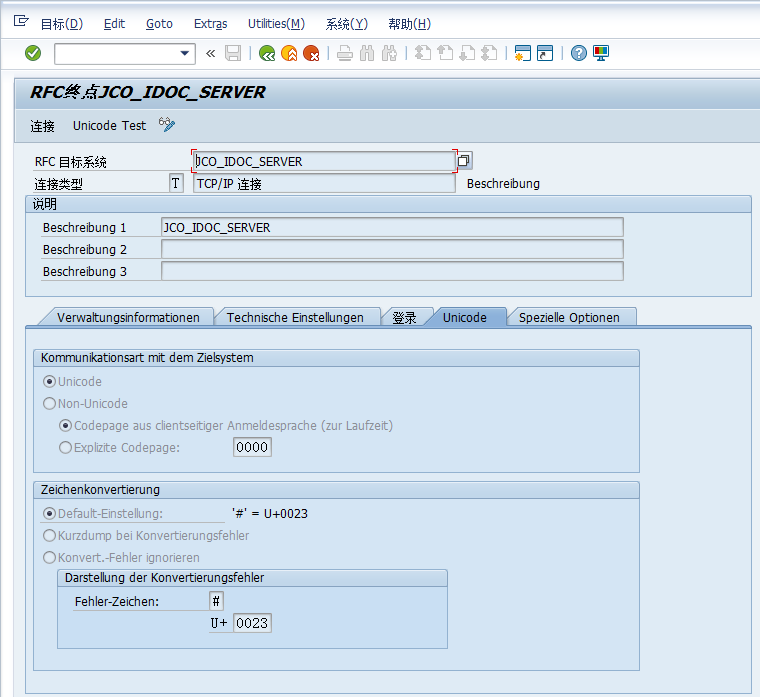 目标(D) Edit Goto Extras Utilities(M) 系统(Y) 帮助(H)
RFC终点JCO_IDOC_SERVER
连接 Unicode Test
RFC 目标系统 JCO_IDOC_SERVER
连接类型 T TCP/IP 连接 Beschreibung
说明
Beschreibung 1 JCO_IDOC_SERVER
Beschreibung 2
Beschreibung 3
Verwaltungsinformationen Technische Einstellungen 登录 Unicode Spezielle Optionen
Kommunikationsart mit dem Zielsystem
Unicode
Non-Unicode
Codepage aus clientseitiger Anmeldesprache (zur Laufzeit)
Explizite Codepage: 0000
Zeichenkonvertierung
Default-Einstellung: '#' = U+0023
Kurzdump bei Konvertierungsfehler
Konvert.-Fehler ignorieren
Darstellung der Konvertierungsfehler
Fehler-Zeichen: #
U+ 0023